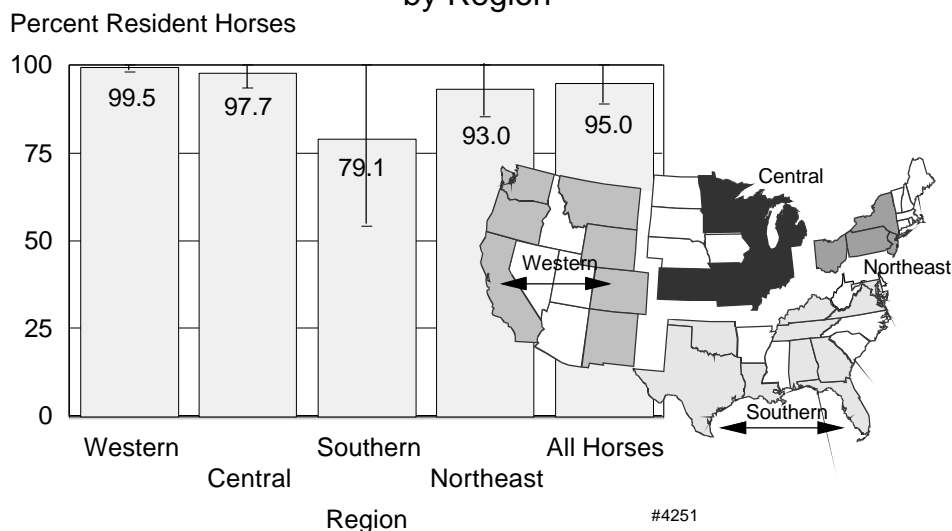 by Region
Percent Resident Horses
100
75
50
25
0
99.5
97.7
79.1
93.0
95.0
Central
Western
Northeast
Southern
Western
Central
Southern
Northeast
All Horses
Region
#4251